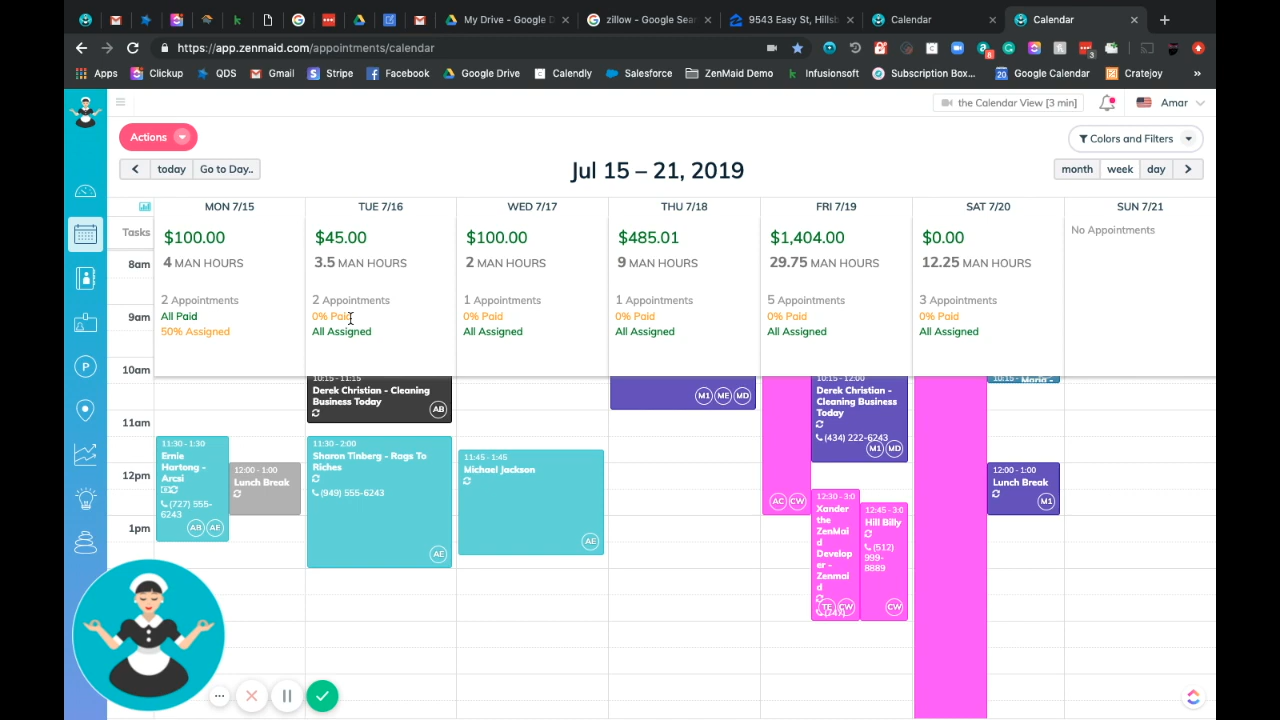 My Drive - Google D
zillow - Google Sear
9543 Easy St, Hillsb
Calendar
Calendar
https://app.zenmaid.com/appointments/calendar
Apps
Clickup
QDS
Gmail
Stripe
Facebook
Google Drive
Calendly
Salesforce
ZenMaid Demo
Infusionsoft
Subscription Box...
Google Calendar
Cratejoy
the Calendar View [3 min]
Amar
Actions
Colors and Filters
today
Go to Day..
Jul 15 – 21, 2019
month
week
day
MON 7/15
TUE 7/16
WED 7/17
THU 7/18
FRI 7/19
SAT 7/20
SUN 7/21
Tasks
$100.00
4 MAN HOURS
2 Appointments
All Paid
50% Assigned
$45.00
3.5 MAN HOURS
2 Appointments
0% Paid
All Assigned
$100.00
2 MAN HOURS
1 Appointments
0% Paid
All Assigned
$485.01
9 MAN HOURS
1 Appointments
0% Paid
All Assigned
$1,404.00
29.75 MAN HOURS
5 Appointments
0% Paid
All Assigned
$0.00
12.25 MAN HOURS
3 Appointments
0% Paid
All Assigned
No Appointments
8am
9am
10am
11am
12pm
1pm
11:30 - 1:30
Ernie
Hartong -
Arcsi
(727) 555-
6243
AB AE
12:00 - 1:00
Lunch Break
10:15 - 11:15
Derek Christian - Cleaning
Business Today
AB
11:30 - 2:00
Sharon Tinberg - Rags To
Riches
(949) 555-6243
AE
11:45 - 1:45
Michael Jackson
AE
M1 ME MD
AC CW
10:15 - 12:00
Derek Christian -
Cleaning Business
Today
(434) 222-6243
M1 MD
12:30 - 3:0
Xander
the
ZenMai
d
Develop
er -
Zenmai
d
TE CW
(747)
12:45 - 3:0
Hill Billy
(512)
999-
8889
CW
10:15 -
Maria -
12:00 - 1:00
Lunch Break
M1